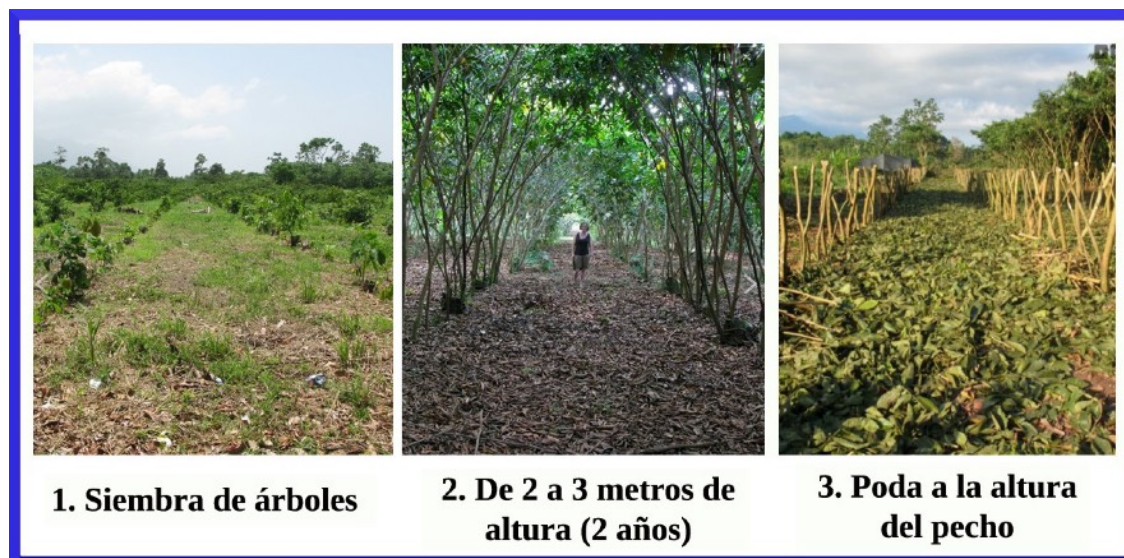 1. Siembra de árboles
2. De 2 a 3 metros de
altura (2 años)
3. Poda a la altura
del pecho